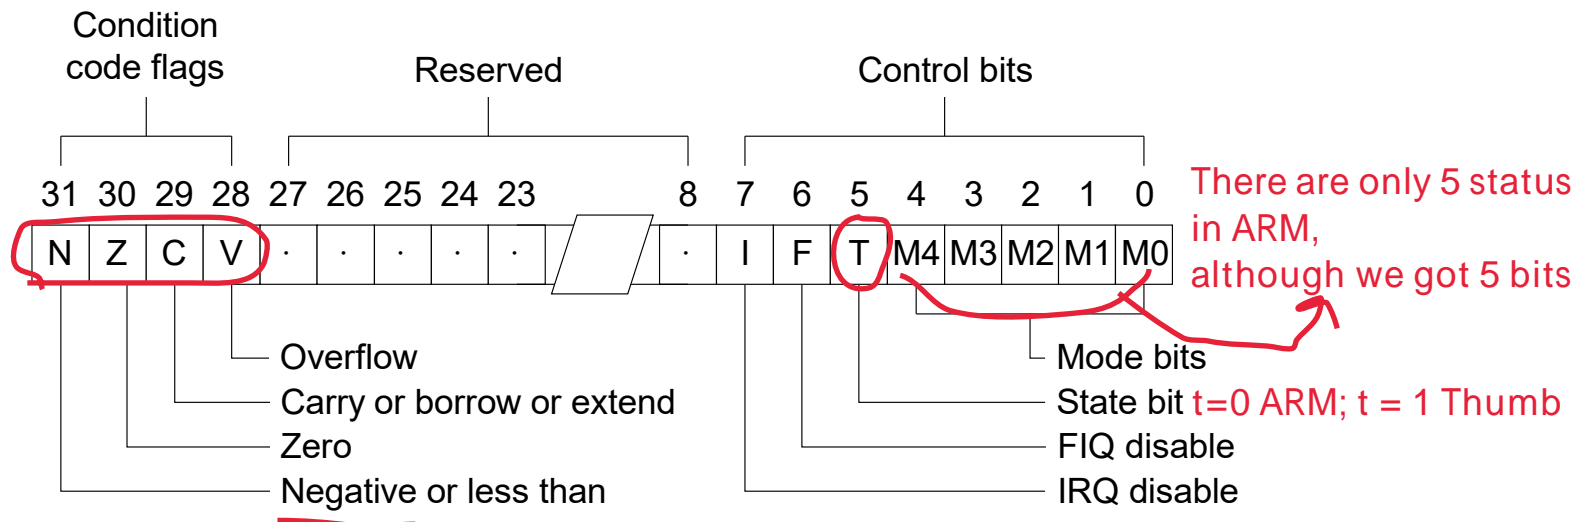 Condition
code flags
Reserved
Control bits
31 30 29 28 27 26 25 24 23 8 7 6 5 4 3 2 1 0
N Z C V · · · · · · I F T M4 M3 M2 M1 M0
There are only 5 status
in ARM,
although we got 5 bits
Overflow
Carry or borrow or extend
Zero
Negative or less than
Mode bits
State bit t=0 ARM; t = 1 Thumb
FIQ disable
IRQ disable